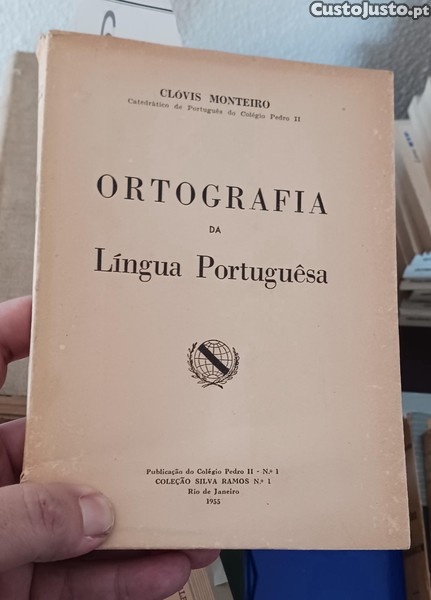 CustoJusto.pt
CLÓVIS MONTEIRO
Catedrático de Português do Colégio Pedro II
ORTOGRAFIA
DA
Língua Portuguêsa
Publicação do Colégio Pedro II - N.º 1
COLEÇÃO SILVA RAMOS N.º 1
Rio de Janeiro
1955